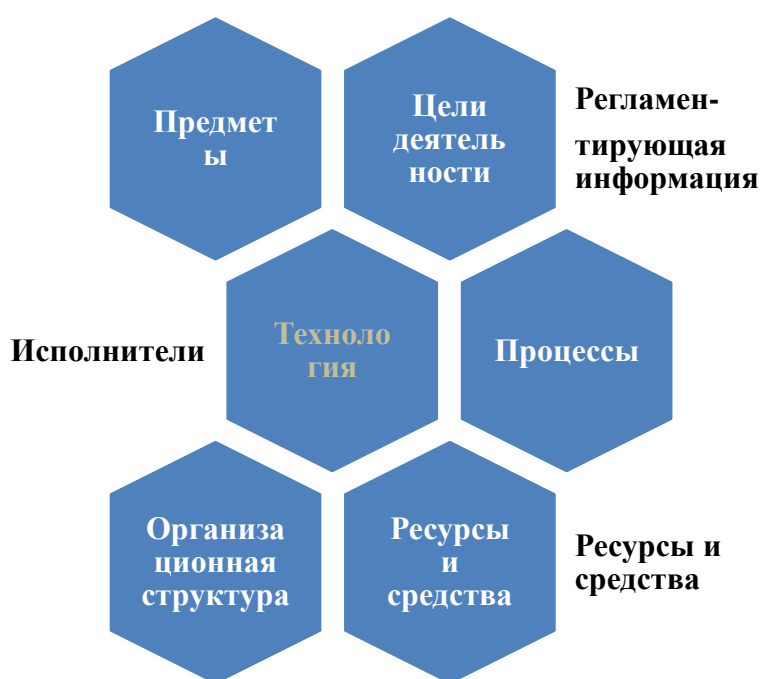 Предмет
ы
Цели
деятель
ности
Регламен-
тирующая
информация
Исполнители
Техноло
гия
Процессы
Организа
ционная
структура
Ресурсы
и
средства
Ресурсы и
средства